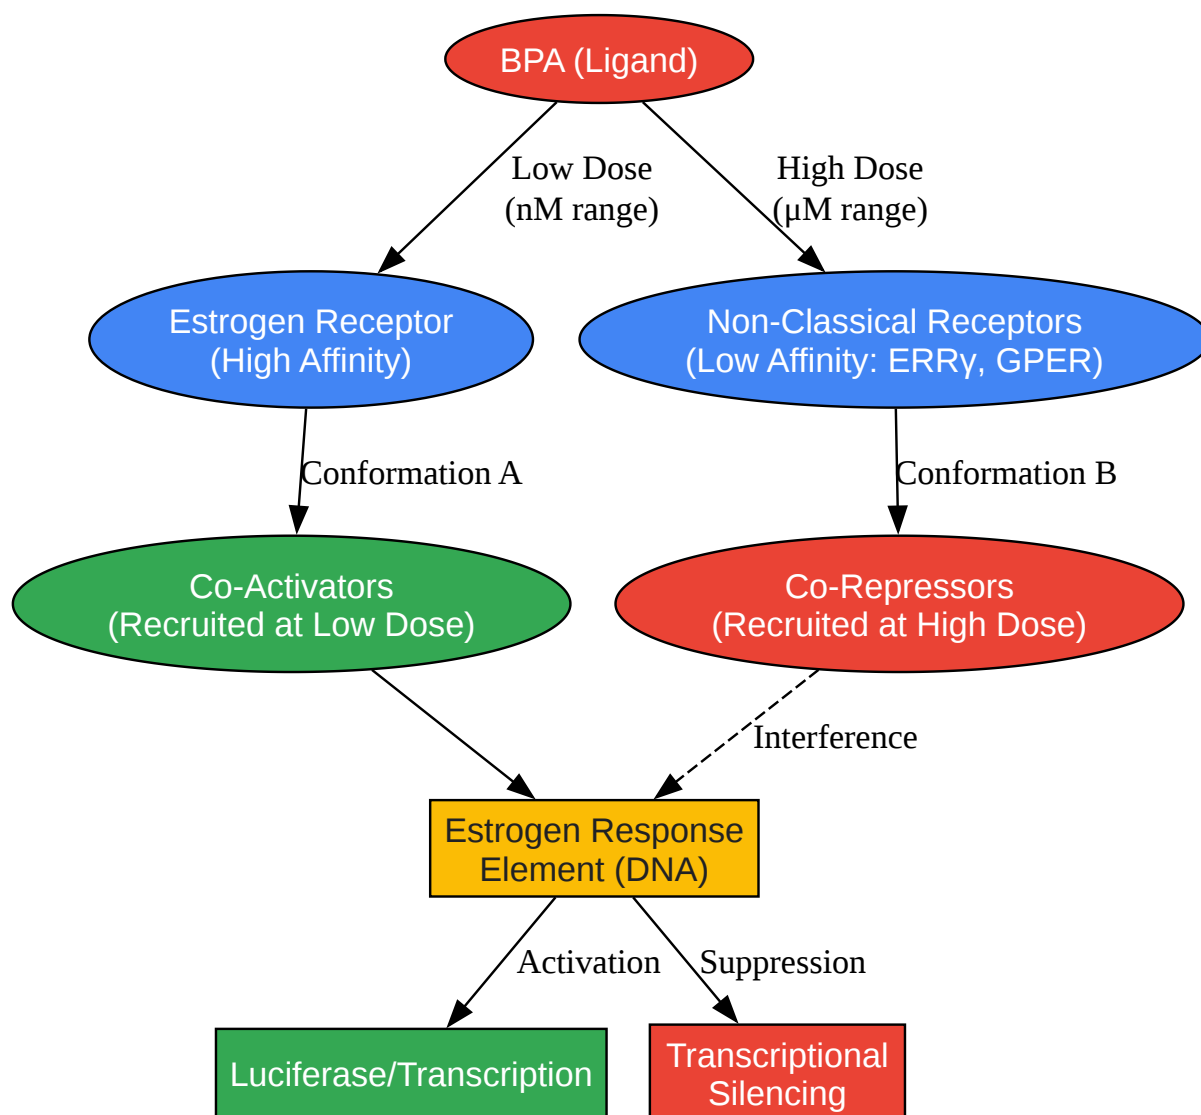 BPA (Ligand)
Low Dose
(nM range)
High Dose
(μM range)
Estrogen Receptor
(High Affinity)
Non-Classical Receptors
(Low Affinity: ERRγ, GPER)
Conformation A
Conformation B
Co-Activators
(Recruited at Low Dose)
Co-Repressors
(Recruited at High Dose)
Interference
Estrogen Response
Element (DNA)
Activation
Suppression
Luciferase/Transcription
Transcriptional
Silencing